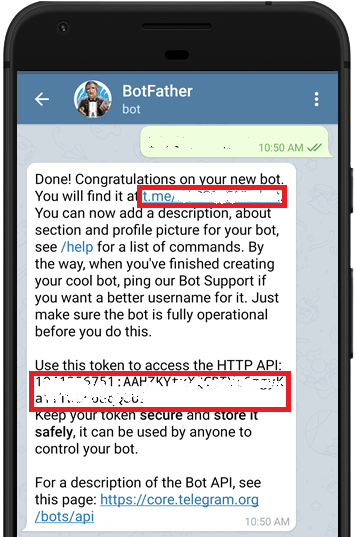 BotFather
bot
10:50 AM
Done! Congratulations on your new bot.
You will find it at t.me/
You can now add a description, about
section and profile picture for your bot,
see /help for a list of commands. By
the way, when you've finished creating
your cool bot, ping our Bot Support if
you want a better username for it. Just
make sure the bot is fully operational
before you do this.
Use this token to access the HTTP API:
Keep your token secure and store it
safely, it can be used by anyone to
control your bot.
For a description of the Bot API, see
this page: https://core.telegram.org
/bots/api
10:50 AM